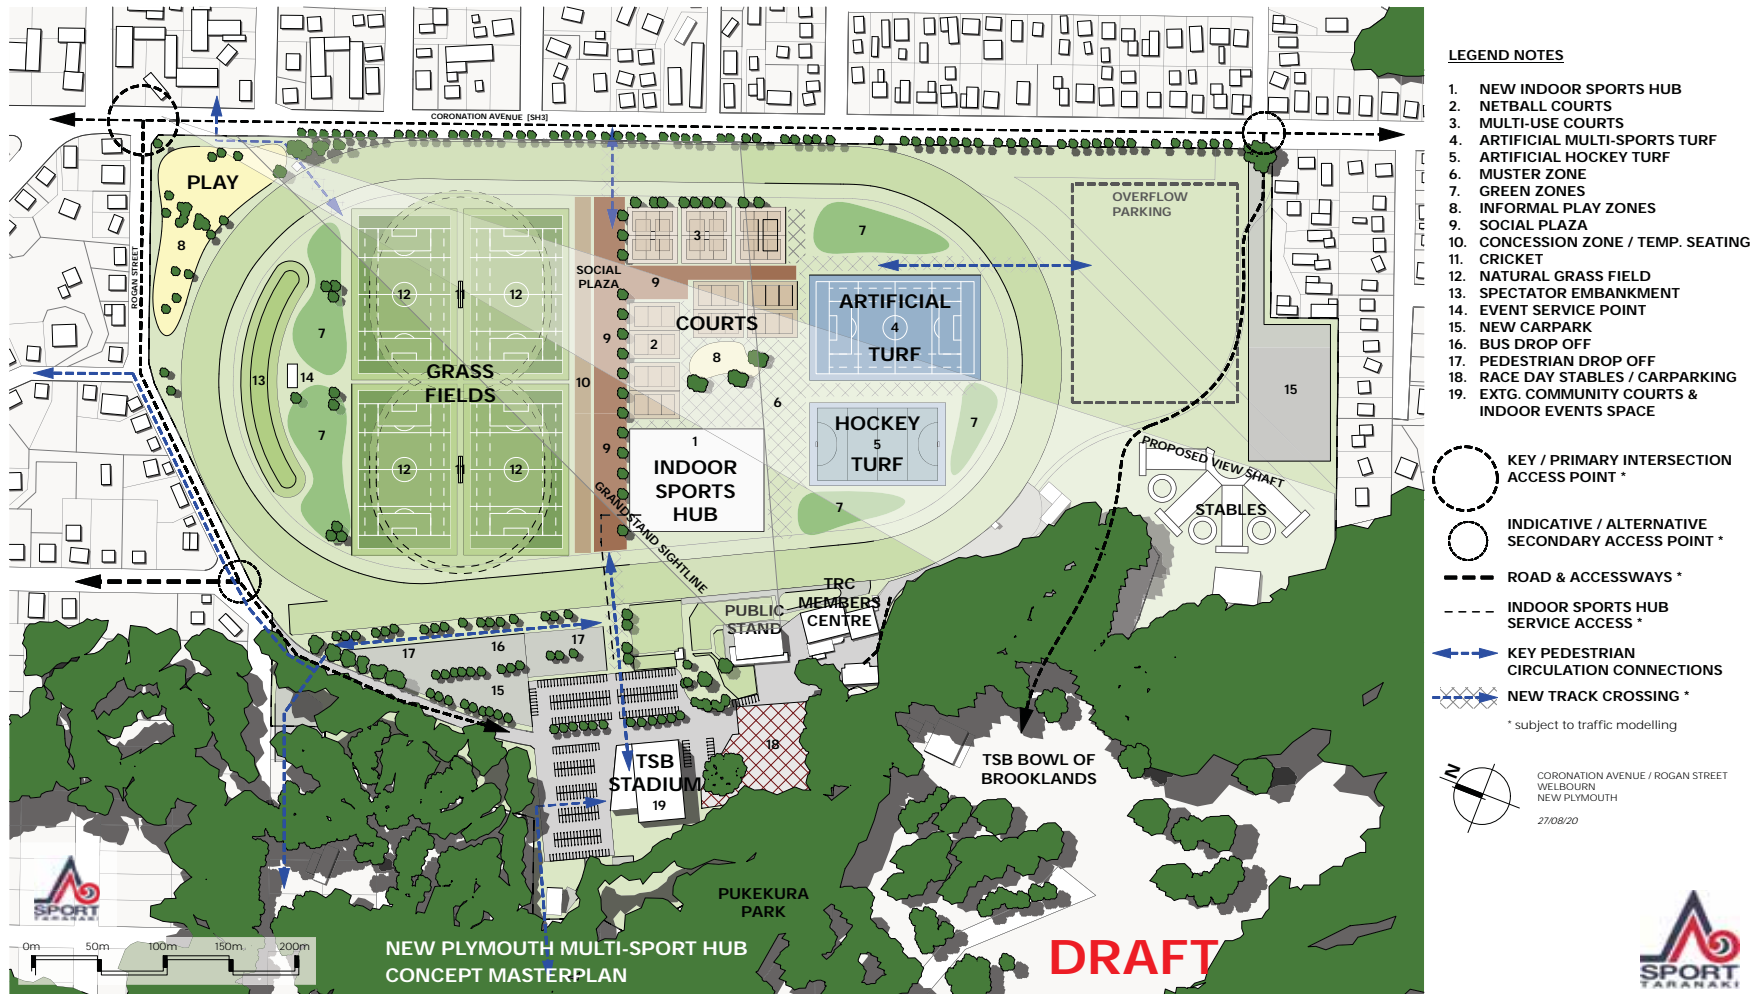 CORONATION AVENUE [SH3]
PLAY
8
ROGAN STREET
OVERFLOW
PARKING
3
7
12
11
12
SOCIAL
PLAZA
9
ARTIFICIAL
4
TURF
COURTS
7
9
2
8
13
14
GRASS
FIELDS
10
6
15
7
12
11
12
9
1
INDOOR
SPORTS
HUB
HOCKEY
5
TURF
7
PROPOSED VIEW SHAFT
STABLES
7
GRANDSTAND SIGHTLINE
TRC
MEMBERS
CENTRE
PUBLIC
STAND
17
16
17
15
18
TSB
STADIUM
19
TSB BOWL OF
BROOKLANDS
PUKEKURA
PARK
SPORT
TARANAKI
0m 50m 100m 150m 200m
NEW PLYMOUTH MULTI-SPORT HUB
CONCEPT MASTERPLAN
DRAFT
LEGEND NOTES
1. NEW INDOOR SPORTS HUB
2. NETBALL COURTS
3. MULTI-USE COURTS
4. ARTIFICIAL MULTI-SPORTS TURF
5. ARTIFICIAL HOCKEY TURF
6. MUSTER ZONE
7. GREEN ZONES
8. INFORMAL PLAY ZONES
9. SOCIAL PLAZA
10. CONCESSION ZONE / TEMP. SEATING
11. CRICKET
12. NATURAL GRASS FIELD
13. SPECTATOR EMBANKMENT
14. EVENT SERVICE POINT
15. NEW CARPARK
16. BUS DROP OFF
17. PEDESTRIAN DROP OFF
18. RACE DAY STABLES / CARPARKING
19. EXTG. COMMUNITY COURTS &
INDOOR EVENTS SPACE
KEY / PRIMARY INTERSECTION
ACCESS POINT *
INDICATIVE / ALTERNATIVE
SECONDARY ACCESS POINT *
ROAD & ACCESSWAYS *
INDOOR SPORTS HUB
SERVICE ACCESS *
KEY PEDESTRIAN
CIRCULATION CONNECTIONS
NEW TRACK CROSSING *
* subject to traffic modelling
N
CORONATION AVENUE / ROGAN STREET
WELBOURN
NEW PLYMOUTH
27/08/20
SPORT
TARANAKI